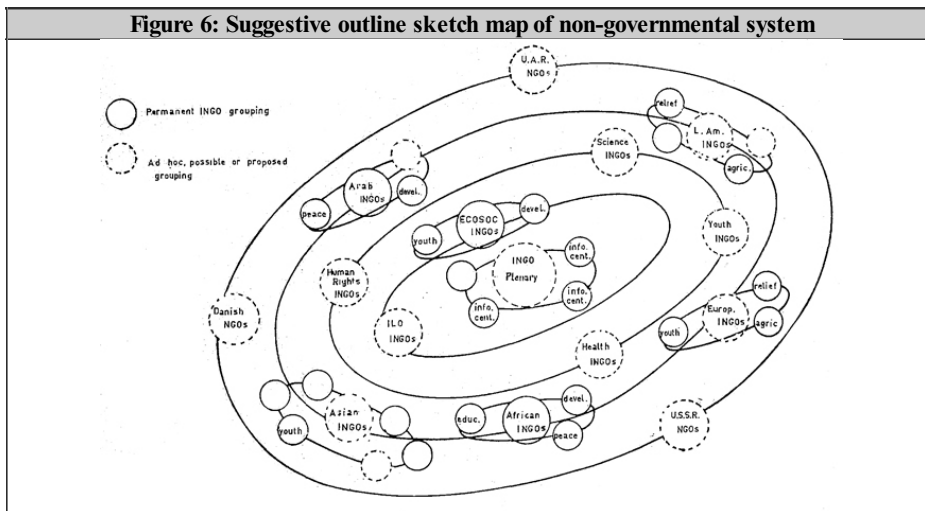 Figure 6: Suggestive outline sketch map of non-governmental system
U.A.R.
NGOs
Permanent INGO grouping
Ad hoc, possible or proposed
grouping
relief
L. Am.
INGOs
agric.
Science
INGOs
Arab
INGOs
devel.
peace
ECOSOC
INGOs
devel.
youth
Youth
INGOs
INGO
Plenary
info.
cent.
info.
cent.
info.
cent.
Human
Rights
INGOs
relief
Europ.
INGOs
youth
agric
Danish
NGOs
ILO
INGOs
Health
INGOs
Asian
INGOs
youth
educ.
African
INGOs
devel.
peace
U.S.S.R.
NGOs